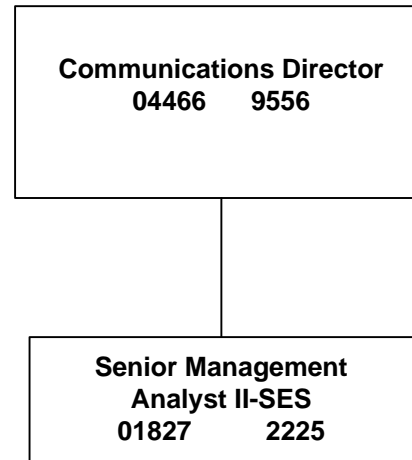 Communications Director
04466 9556
Senior Management
Analyst II-SES
01827 2225